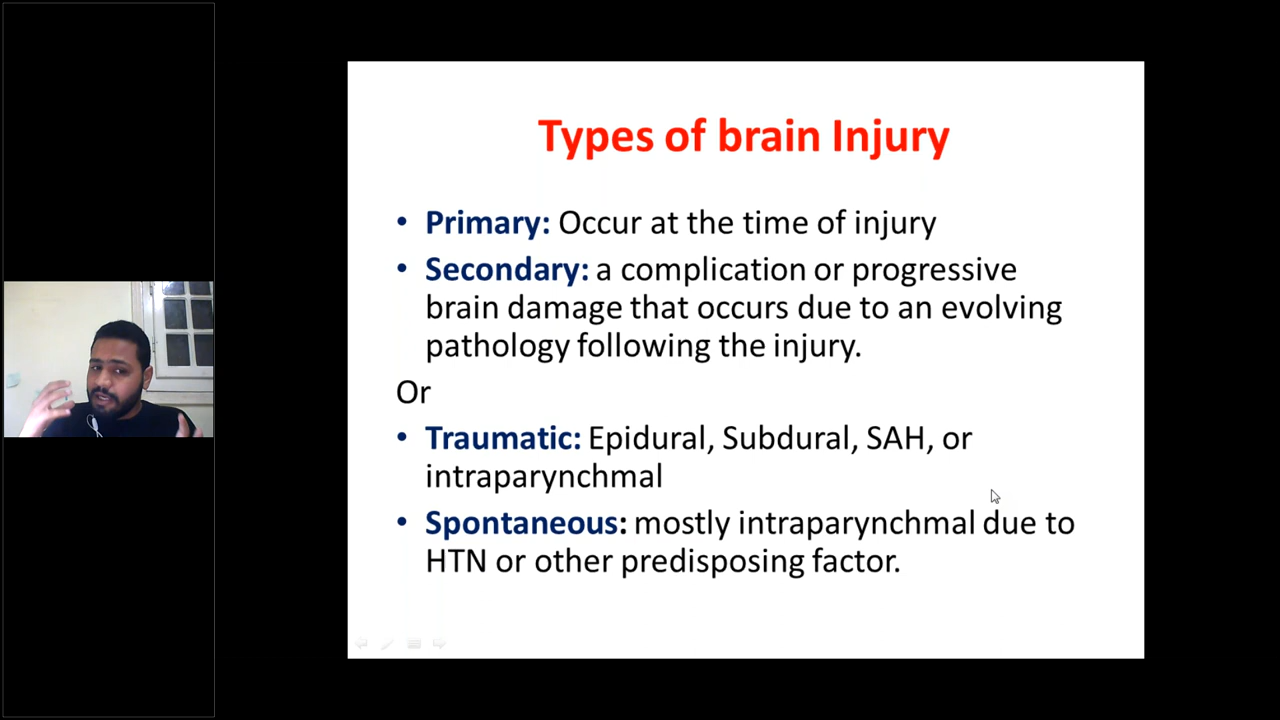 Types of brain Injury
• Primary: Occur at the time of injury
• Secondary: a complication or progressive
brain damage that occurs due to an evolving
pathology following the injury.
Or
• Traumatic: Epidural, Subdural, SAH, or
intraparynchmal
• Spontaneous: mostly intraparynchmal due to
HTN or other predisposing factor.